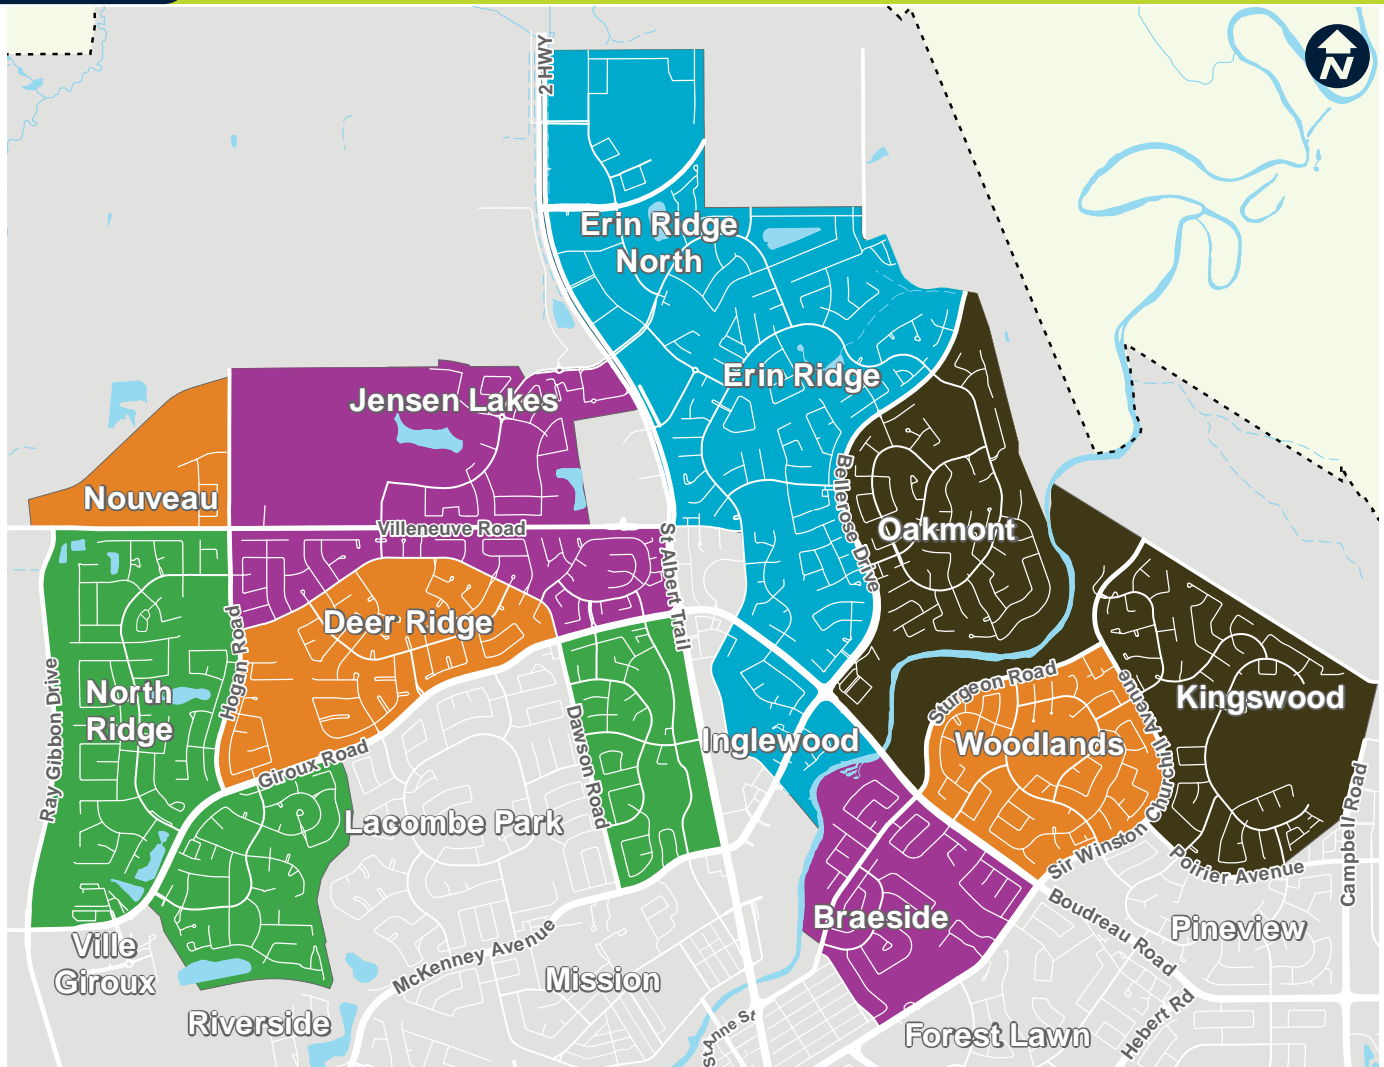 N
2 HWY
Erin Ridge
North
Erin Ridge
Jensen Lakes
Nouveau
Villeneuve Road
St Albert Trail
Bellerose Drive
Oakmont
Deer Ridge
Hogan Road
North
Ridge
Ray Gibbon Drive
Giroux Road
Dawson Road
Inglewood
Sturgeon Road
Woodlands
Sir Winston Churchill Avenue
Kingswood
Lacombe Park
Campbell Road
Poirier Avenue
Braeside
Boudreau Road
Pineview
Ville
Giroux
McKenney Avenue
Mission
Riverside
St Anne St
Forest Lawn
Hebert Rd